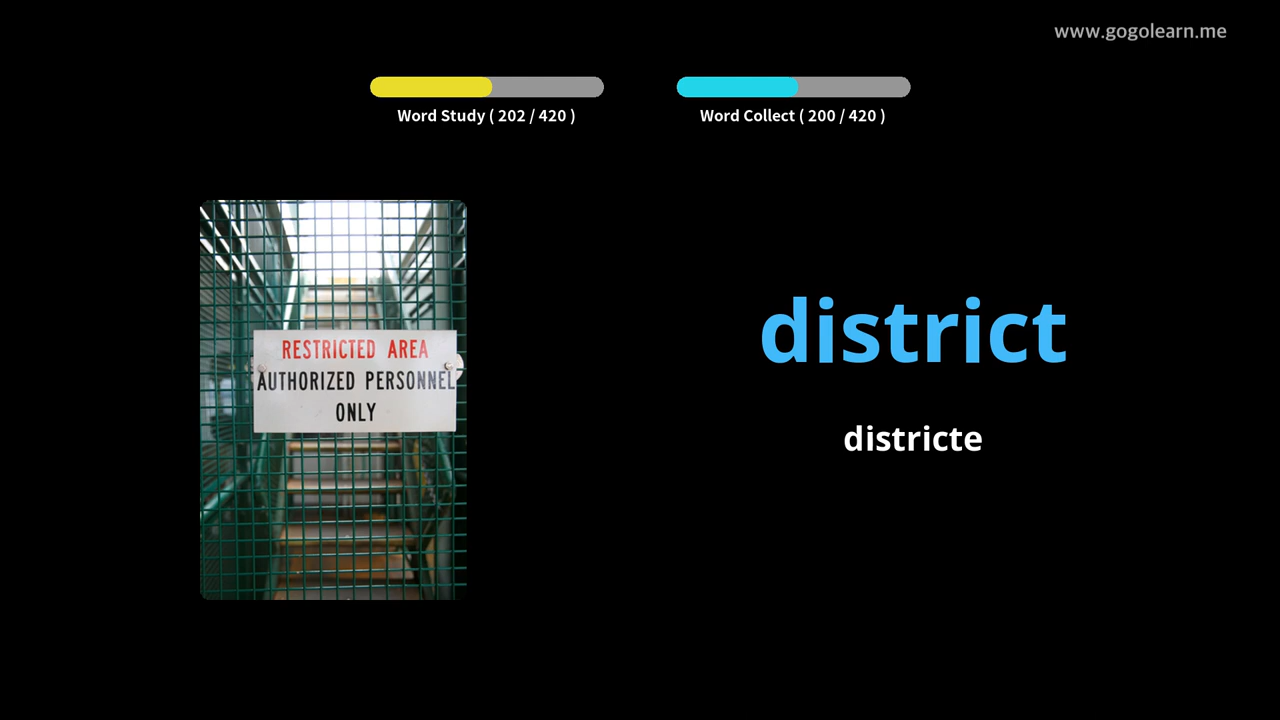 www.gogolearn.me
Word Study ( 202 / 420 )
Word Collect ( 200 / 420 )
RESTRICTED AREA
AUTHORIZED PERSONNEL
ONLY
district
districte